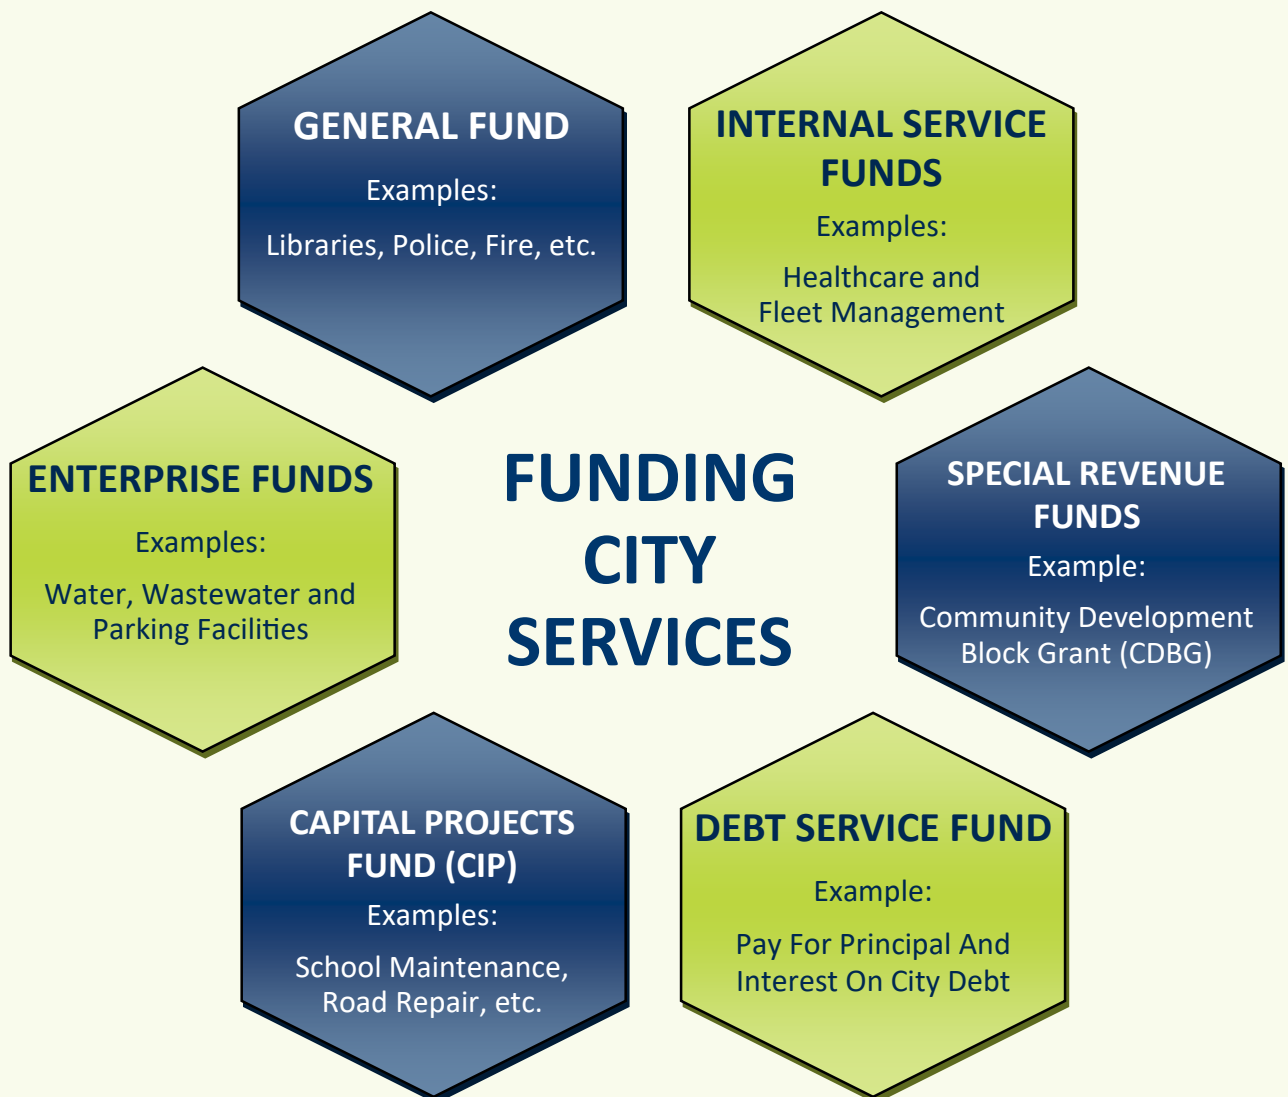 GENERAL FUND
Examples:
Libraries, Police, Fire, etc.
INTERNAL SERVICE
FUNDS
Examples:
Healthcare and
Fleet Management
ENTERPRISE FUNDS
Examples:
Water, Wastewater and
Parking Facilities
FUNDING
CITY
SERVICES
SPECIAL REVENUE
FUNDS
Example:
Community Development
Block Grant (CDBG)
CAPITAL PROJECTS
FUND (CIP)
Examples:
School Maintenance,
Road Repair, etc.
DEBT SERVICE FUND
Example:
Pay For Principal And
Interest On City Debt